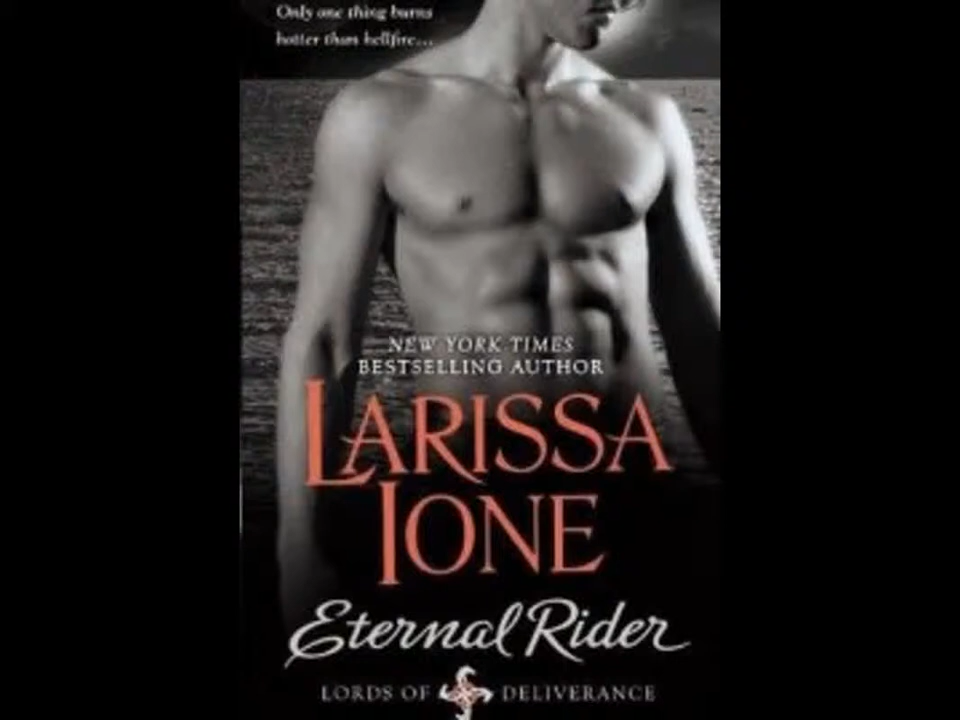 Only one thing burns
hotter than hellfire...
NEW YORK TIMES
BESTSELLING AUTHOR
LARISSA
IONE
Eternal Rider
LORDS OF DELIVERANCE